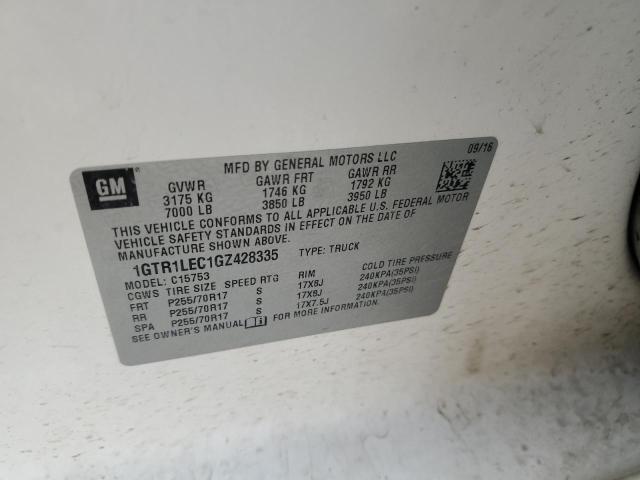 MFD BY GENERAL MOTORS LLC 09/16
GM GVWR GAWR FRT GAWR RR
3175 KG 1746 KG 1792 KG
7000 LB 3850 LB 3950 LB
THIS VEHICLE CONFORMS TO ALL APPLICABLE U.S. FEDERAL MOTOR
VEHICLE SAFETY STANDARDS IN EFFECT ON THE DATE OF
MANUFACTURE SHOWN ABOVE.
1GTR1LEC1GZ428335 TYPE: TRUCK
MODEL: C15753
CGWS TIRE SIZE SPEED RTG RIM COLD TIRE PRESSURE
FRT P255/70R17 S 17X8J 240KPA(35PSI)
RR P255/70R17 S 17X8J 240KPA(35PSI)
SPA P255/70R17 S 17X7.5J 240KPA(35PSI)
SEE OWNER'S MANUAL FOR MORE INFORMATION.